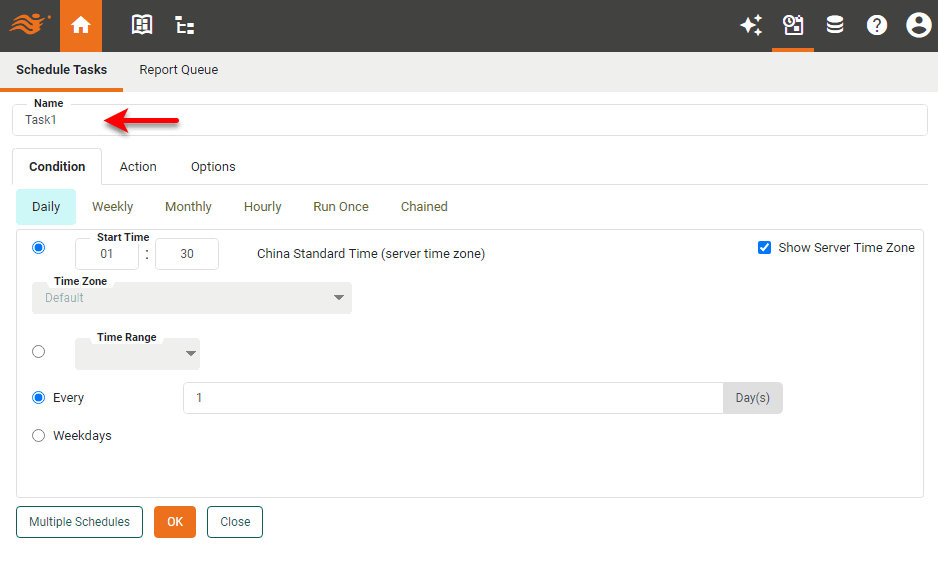 Schedule Tasks Report Queue
Name
Task1
Condition Action Options
Daily Weekly Monthly Hourly Run Once Chained
Start Time
01 : 30 China Standard Time (server time zone) Show Server Time Zone
Time Zone
Default
Time Range
Every 1 Day(s)
Weekdays
Multiple Schedules OK Close